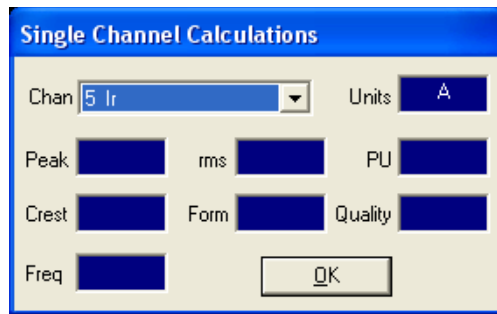 Single Channel Calculations
Chan 5 Ir Units A
Peak rms PU
Crest Form Quality
Freq OK